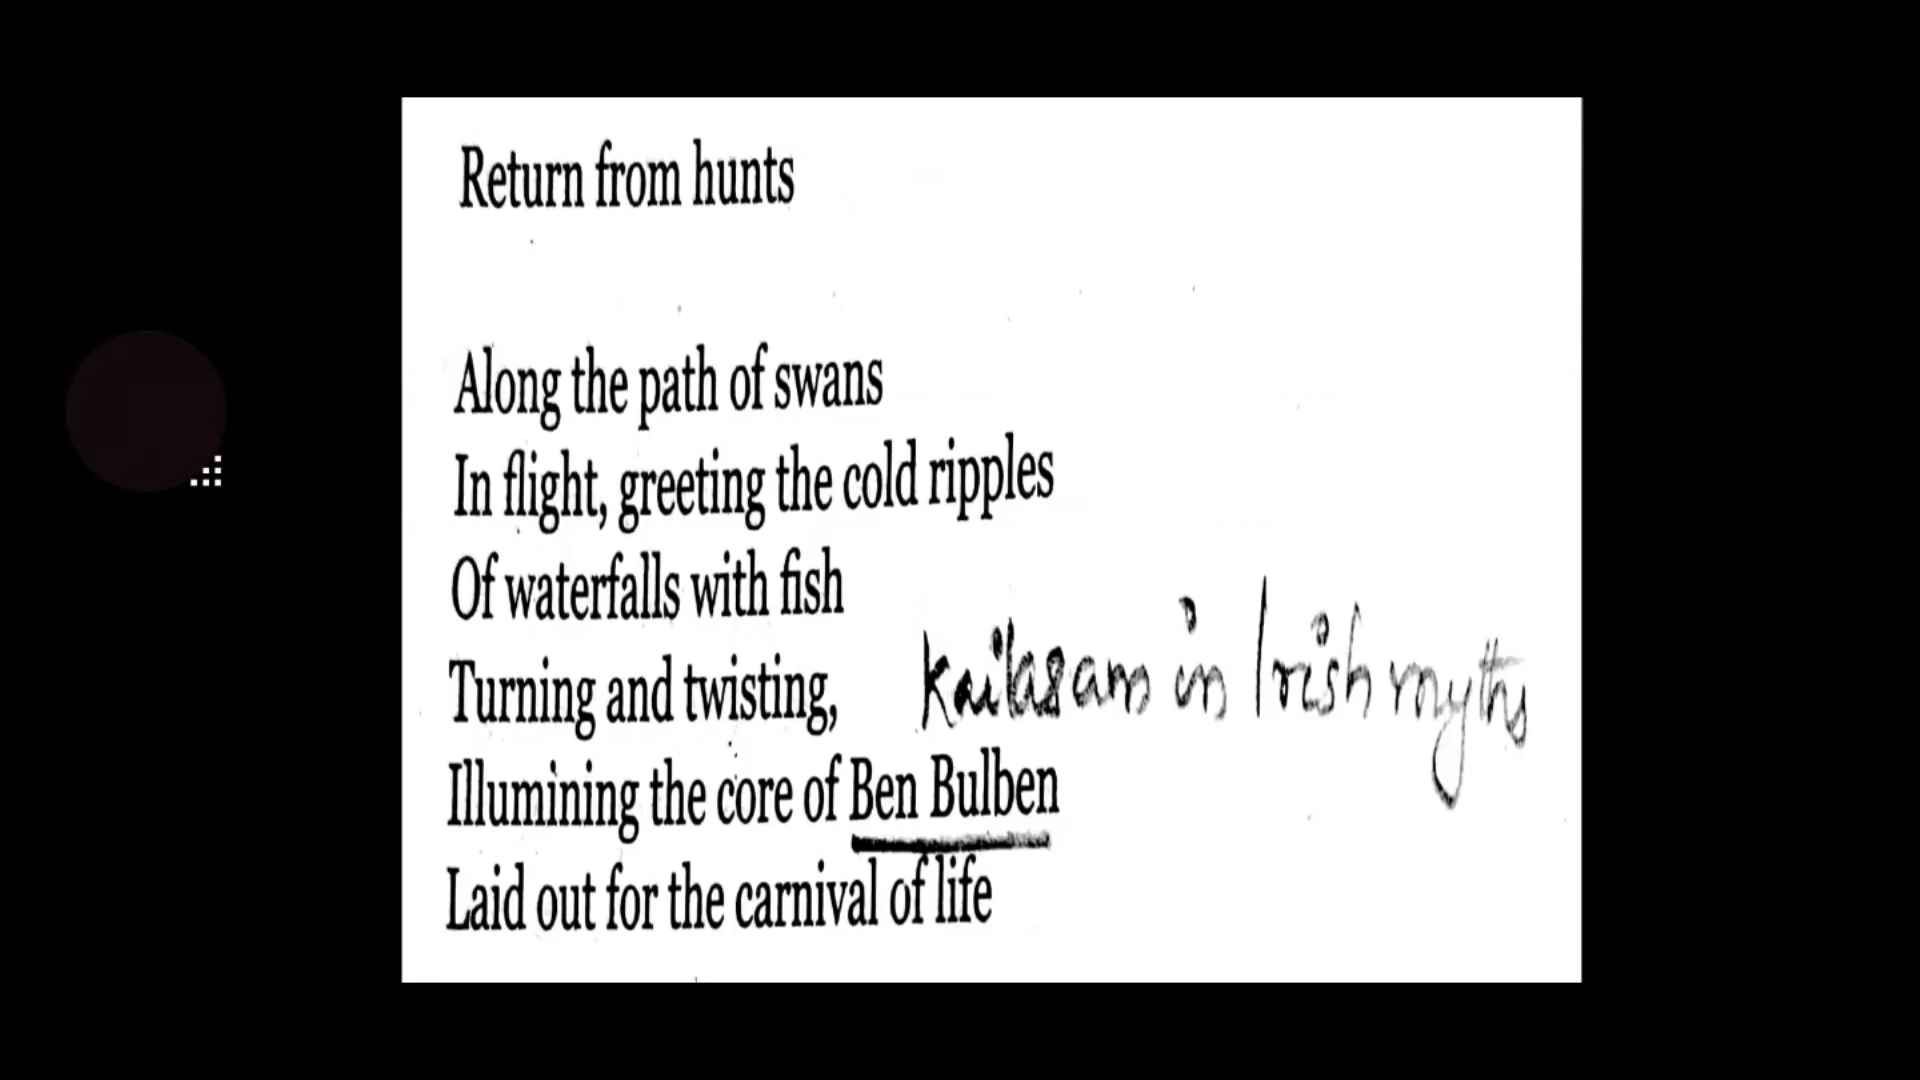 Return from hunts
Along the path of swans
In flight, greeting the cold ripples
Of waterfalls with fish
Turning and twisting,
kailasam in Irish myths
Illumining the core of Ben Bulben
Laid out for the carnival of life